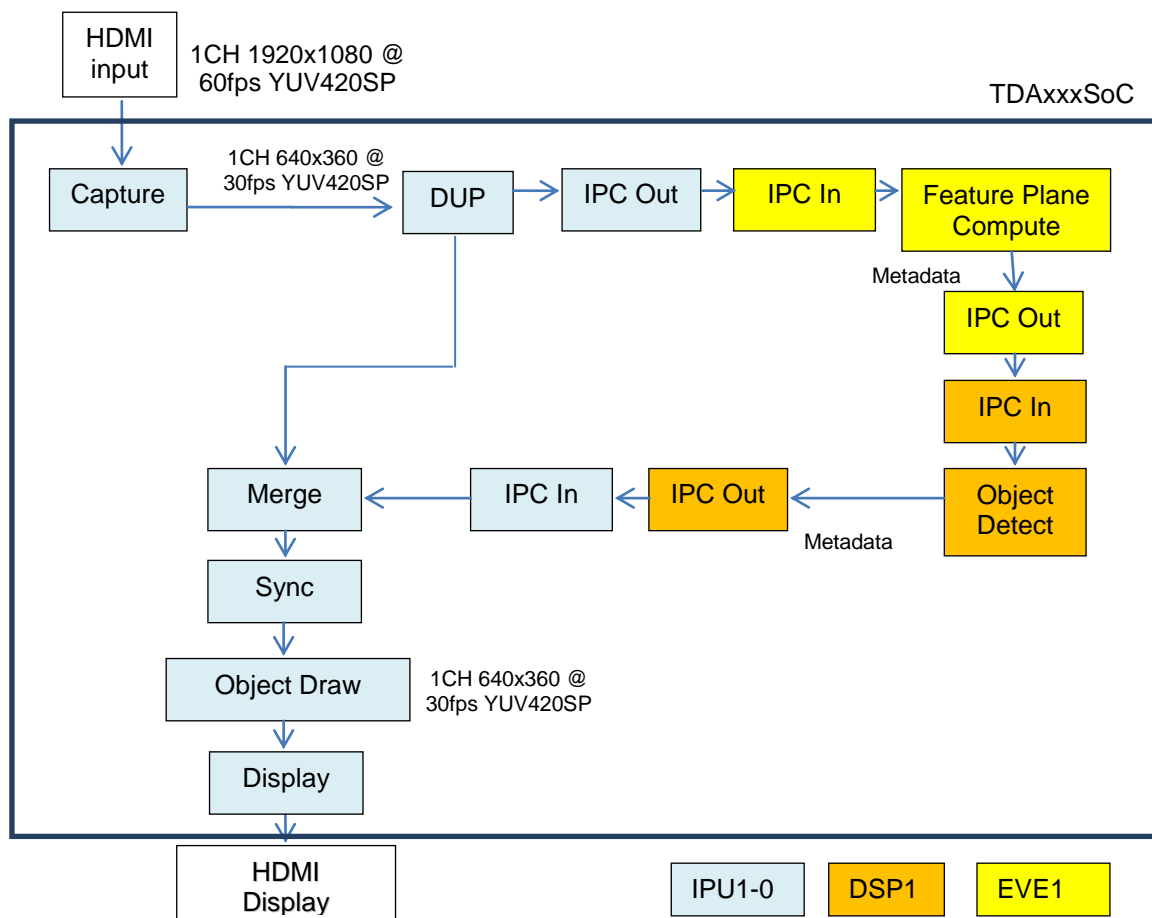 HDMI
input
1CH 1920x1080 @
60fps YUV420SP
TDAxxxSoC
Capture
1CH 640x360 @
30fps YUV420SP
DUP
IPC Out
IPC In
Feature Plane
Compute
Metadata
IPC Out
IPC In
Object
Detect
Metadata
IPC Out
IPC In
Merge
Sync
Object Draw
1CH 640x360 @
30fps YUV420SP
Display
HDMI
Display
IPU1-0
DSP1
EVE1